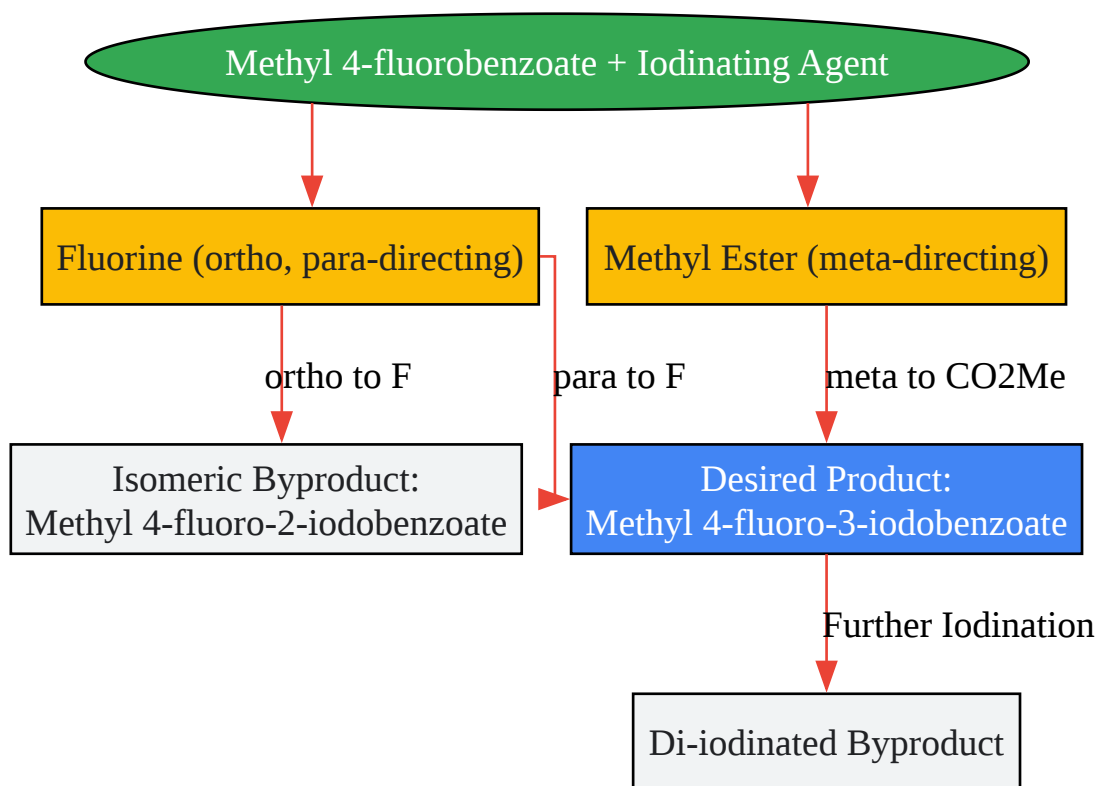 Methyl 4-fluorobenzoate + Iodinating Agent
Fluorine (ortho, para-directing)
Methyl Ester (meta-directing)
ortho to F
para to F
meta to CO2Me
Isomeric Byproduct:
Methyl 4-fluoro-2-iodobenzoate
Desired Product:
Methyl 4-fluoro-3-iodobenzoate
Further Iodination
Di-iodinated Byproduct